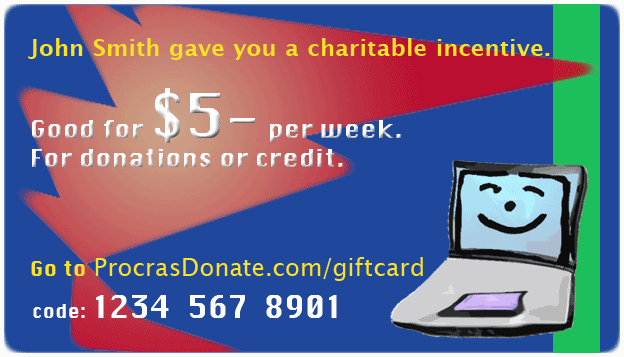 John Smith gave you a charitable incentive.
Good for $5- per week.
For donations or credit.
Go to ProcrasDonate.com/giftcard
code: 1234 567 8901